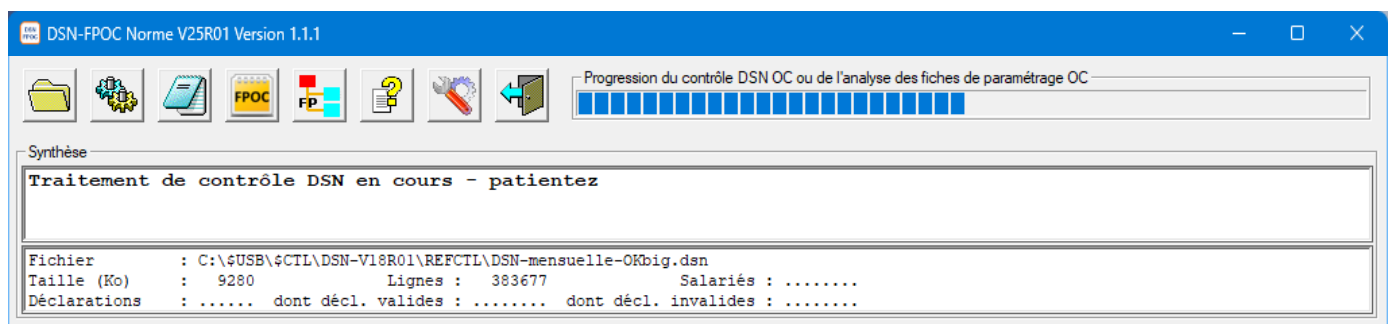 DSN-FPOC Norme V25R01 Version 1.1.1
FPOC
FP
Progression du contrôle DSN OC ou de l'analyse des fiches de paramétrage OC
Synthèse
Traitement de contrôle DSN en cours - patientez
Fichier : C:\$USB\$CTL\DSN-V18R01\REFCTL\DSN-mensuelle-OKbig.dsn
Taille (Ko) : 9280 Lignes : 383677 Salariés : ........
Déclarations : ...... dont décl. valides : ........ dont décl. invalides : ........